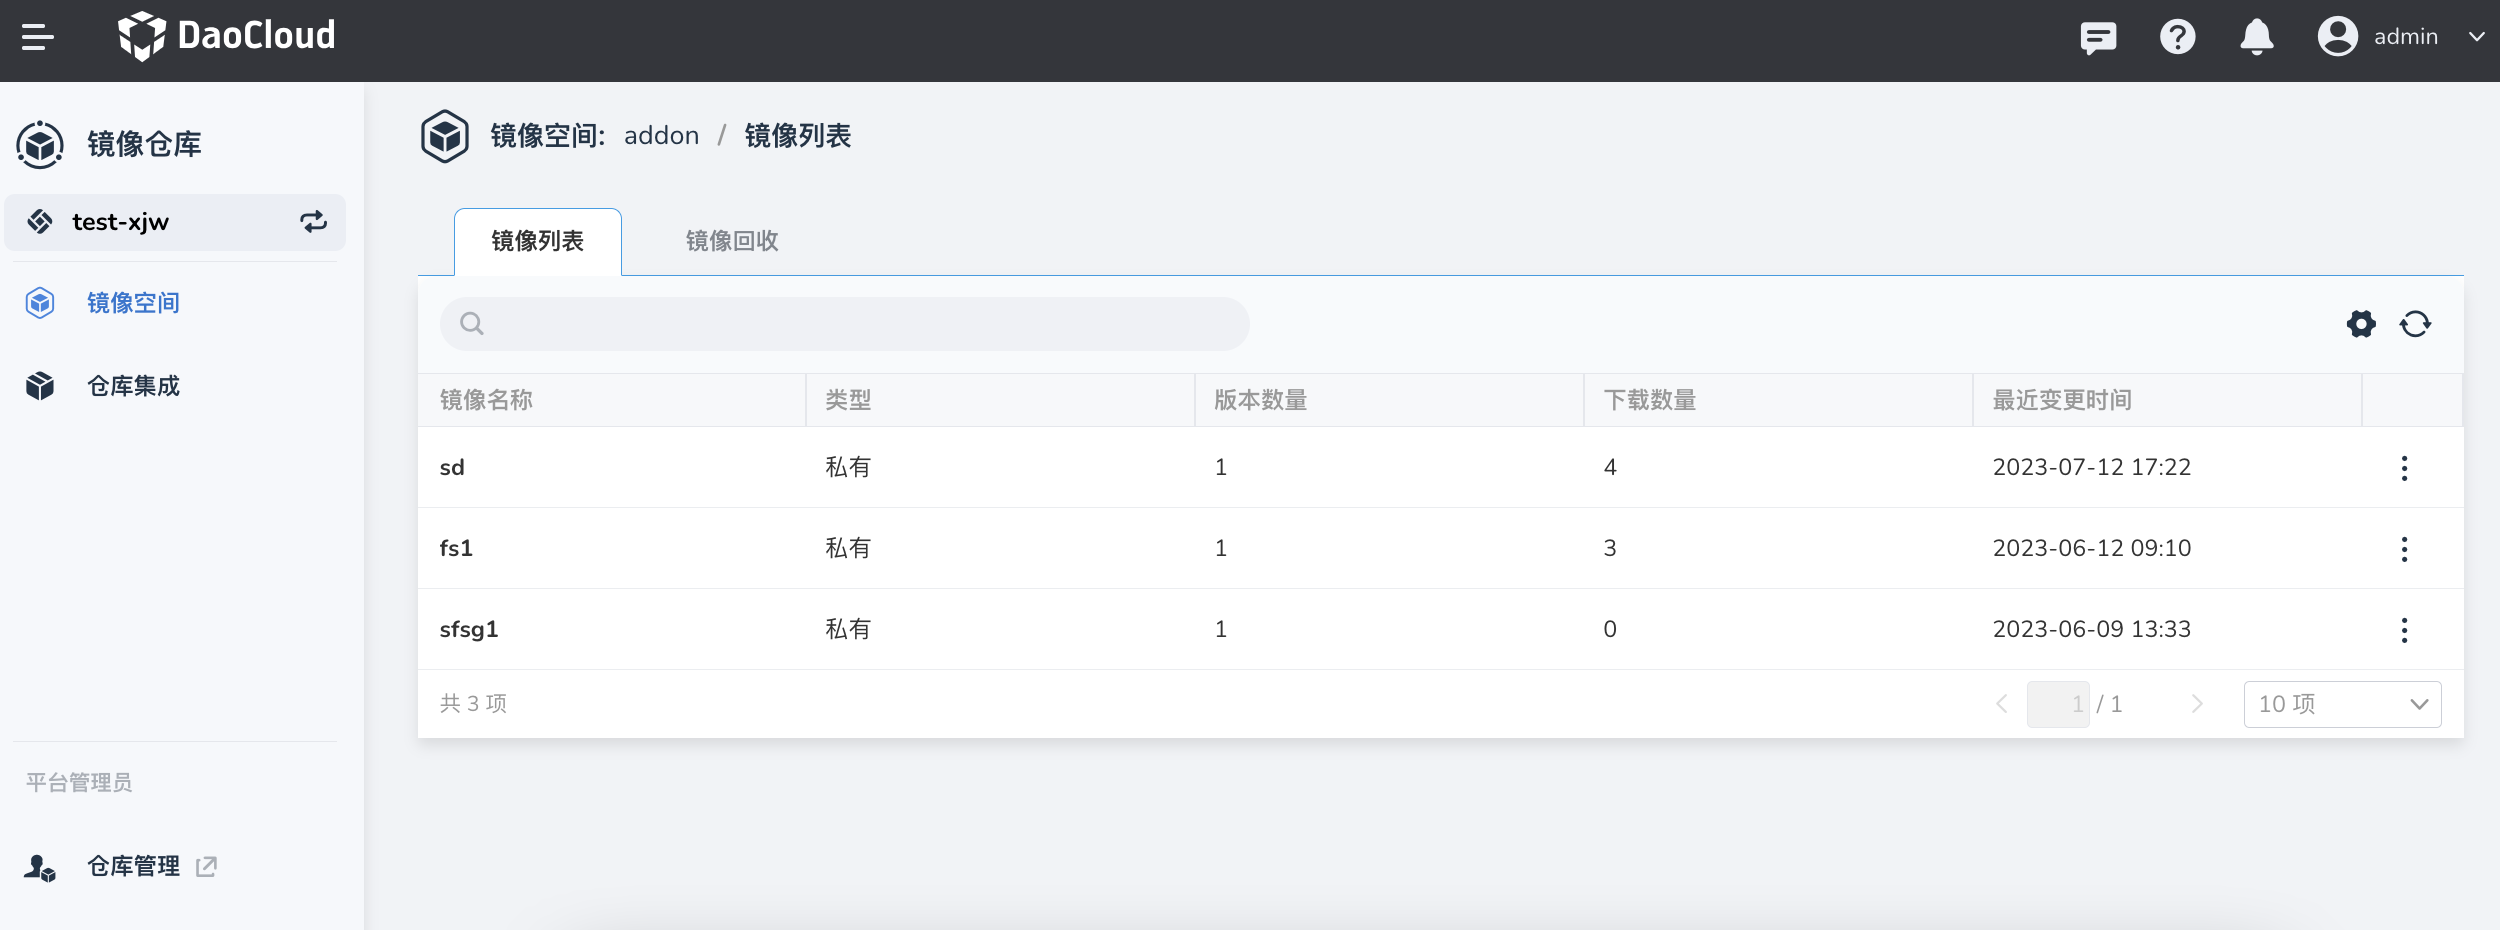 DaoCloud
admin
镜像仓库
test-xjw
镜像空间
仓库集成
平台管理员
仓库管理
镜像空间: addon / 镜像列表
镜像列表 镜像回收
镜像名称 类型 版本数量 下载数量 最近变更时间
sd 私有 1 4 2023-07-12 17:22
fs1 私有 1 3 2023-06-12 09:10
sfsg1 私有 1 0 2023-06-09 13:33
共 3 项 1 / 1 10 项